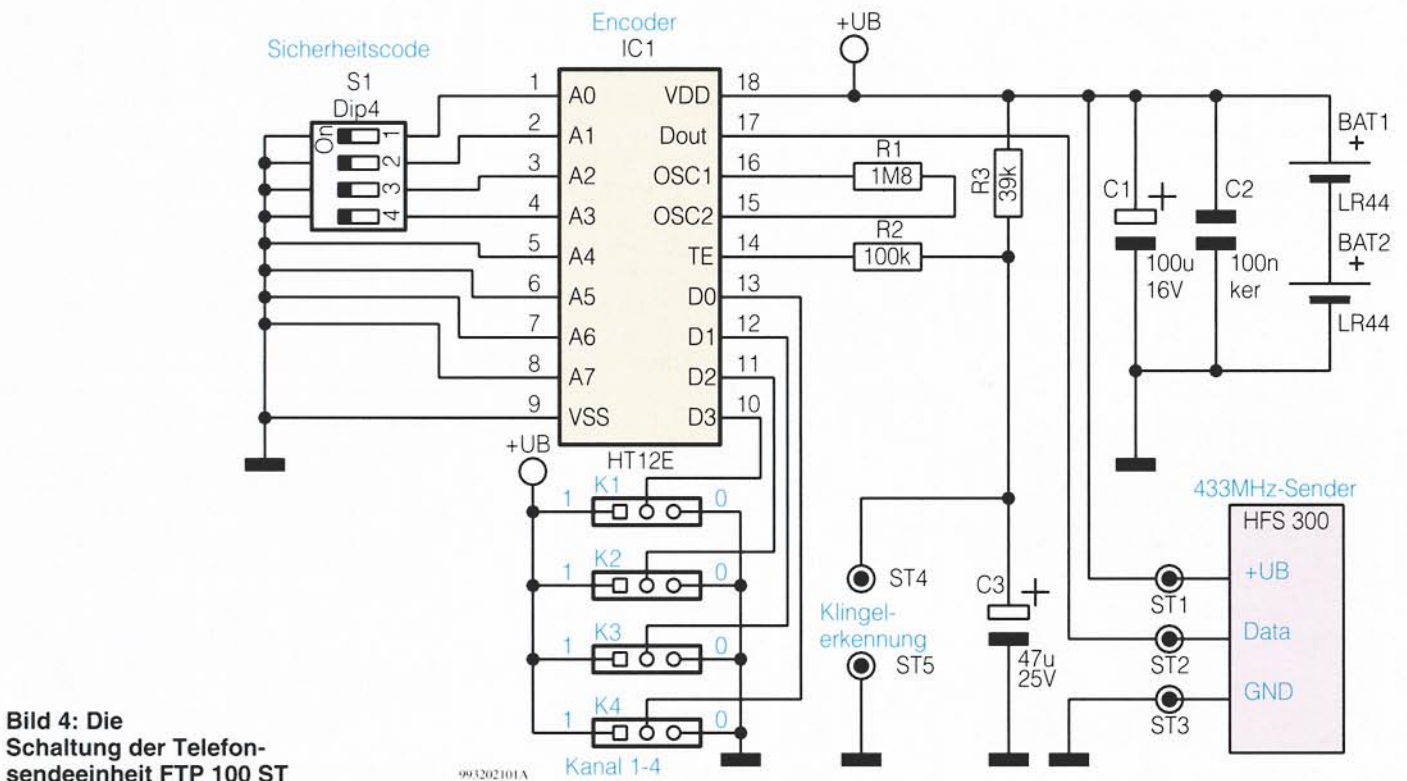 Encoder
IC1
+UB
Sicherheitscode
S1
Dip4
On
1
2
3
4
1 A0 VDD 18
2 A1 Dout 17
3 A2 OSC1 16
4 A3 OSC2 15
5 A4 TE 14
6 A5 D0 13
7 A6 D1 12
8 A7 D2 11
9 VSS D3 10
HT12E
R1
1M8
R2
100k
R3
39k
C1
+
100u
16V
C2
100n
ker
BAT1
+
LR44
BAT2
+
LR44
+UB
K1
1 0
K2
1 0
K3
1 0
K4
1 0
Kanal 1-4
ST4
Klingel-
erkennung
ST5
C3
+
47u
25V
433MHz-Sender
HFS 300
+UB
ST1
Data
ST2
GND
ST3
Bild 4: Die
Schaltung der Telefon-
sendeeinheit FTP 100 ST
993202101A